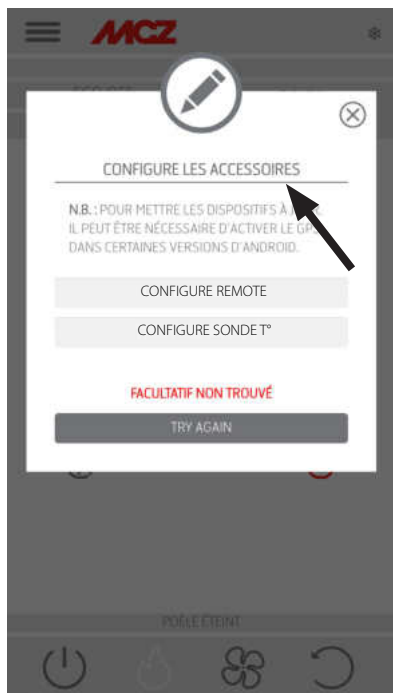 MCZ
CONFIGURE LES ACCESSOIRES
N.B. : POUR METTRE LES DISPOSITIFS À
IL PEUT ÊTRE NÉCESSAIRE D'ACTIVER LE GPS
DANS CERTAINES VERSIONS D'ANDROID.
CONFIGURE REMOTE
CONFIGURE SONDE T°
FACULTATIF NON TROUVÉ
TRY AGAIN
POÊLE ÉTEINT